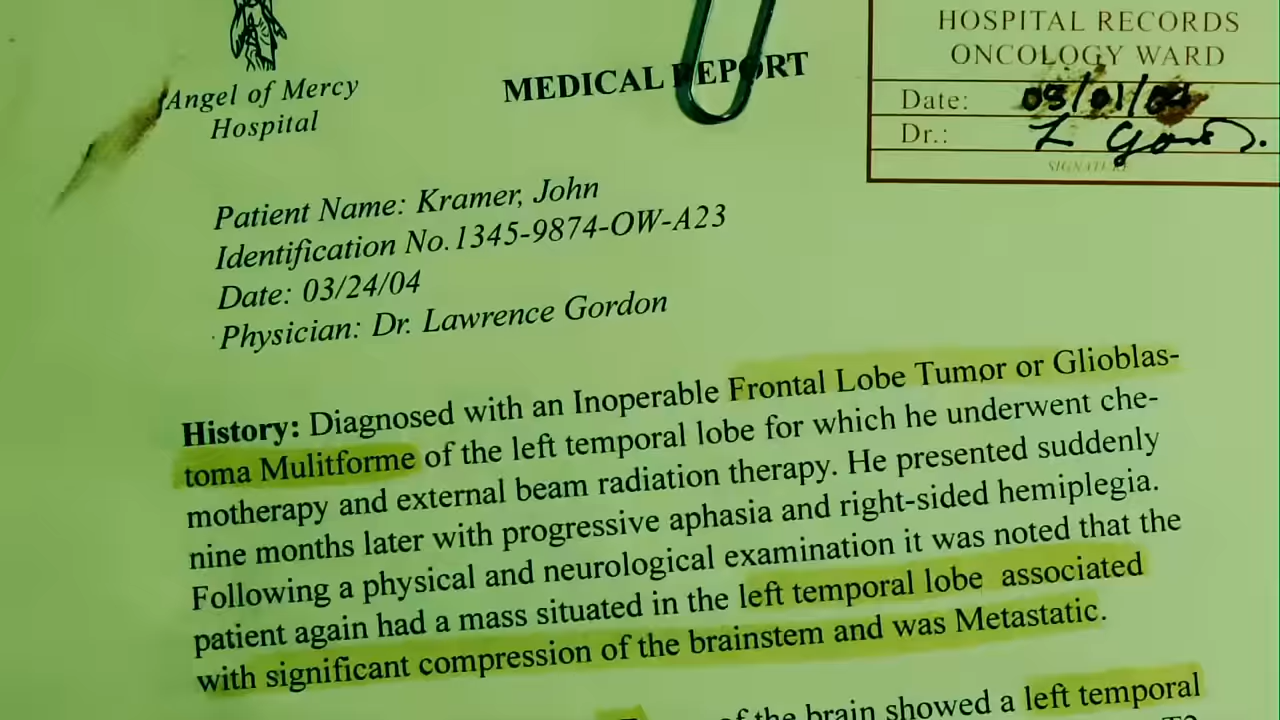 Angel of Mercy
Hospital
MEDICAL REPORT
HOSPITAL RECORDS
ONCOLOGY WARD
Date:
Dr.:
SIGNATURE
Patient Name: Kramer, John
Identification No.1345-9874-OW-A23
Date: 03/24/04
Physician: Dr. Lawrence Gordon
History: Diagnosed with an Inoperable Frontal Lobe Tumor or Glioblas-
toma Mulitforme of the left temporal lobe for which he underwent che-
motherapy and external beam radiation therapy. He presented suddenly
nine months later with progressive aphasia and right-sided hemiplegia.
Following a physical and neurological examination it was noted that the
patient again had a mass situated in the left temporal lobe associated
with significant compression of the brainstem and was Metastatic.
of the brain showed a left temporal